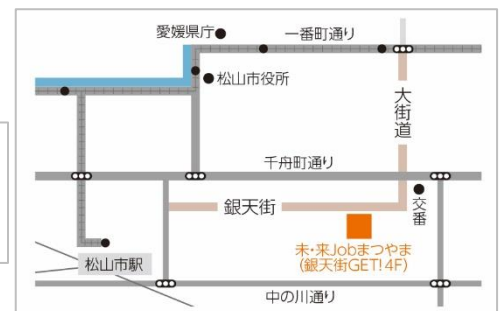 愛媛県庁
一番町通り
松山市役所
大街道
千舟町通り
銀天街
交番
未・来Jobまつやま
(銀天街GET!4F)
松山市駅
中の川通り